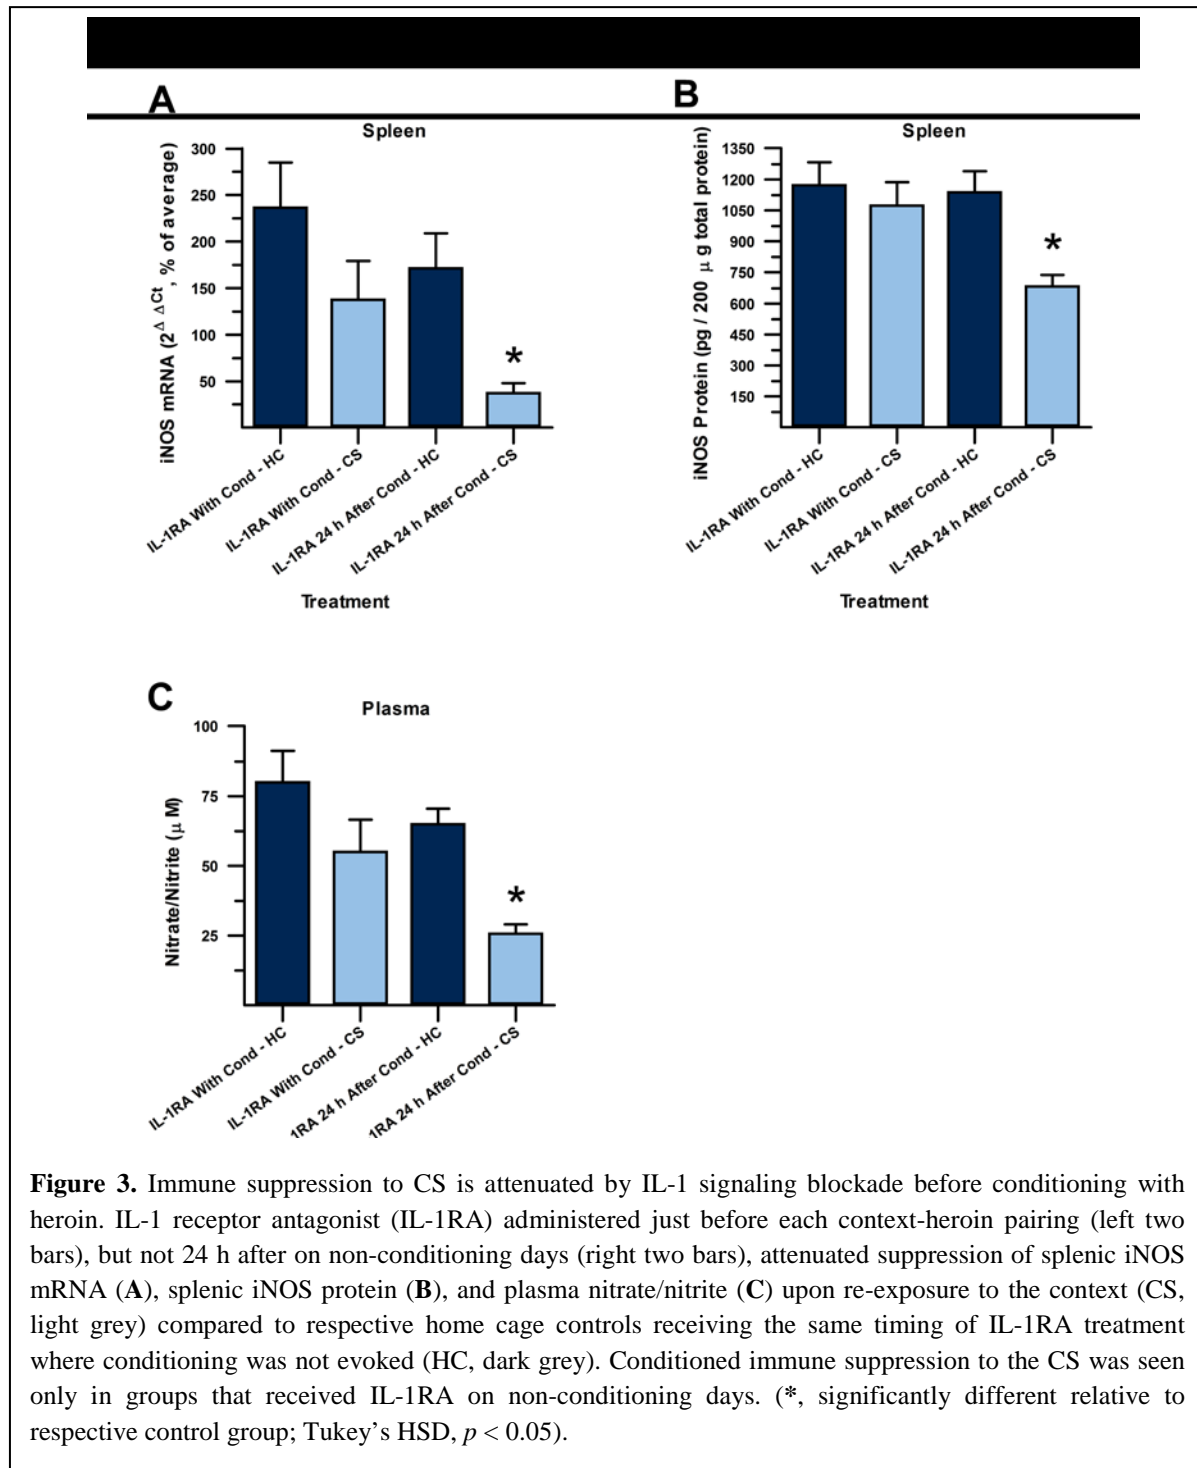 A
Spleen
iNOS mRNA (2^Δ ΔCt, % of average)
300
250
200
150
100
50
*
IL-1RA With Cond - HC
IL-1RA With Cond - CS
IL-1RA 24 h After Cond - HC
IL-1RA 24 h After Cond - CS
Treatment
B
Spleen
iNOS Protein (pg / 200 μ g total protein)
1350
1200
1050
900
750
600
450
300
150
*
IL-1RA With Cond - HC
IL-1RA With Cond - CS
IL-1RA 24 h After Cond - HC
IL-1RA 24 h After Cond - CS
Treatment
C
Plasma
Nitrate/Nitrite (μ M)
100
75
50
25
*
IL-1RA With Cond - HC
IL-1RA With Cond - CS
1RA 24 h After Cond - HC
1RA 24 h After Cond - CS
Figure 3. Immune suppression to CS is attenuated by IL-1 signaling blockade before conditioning with
heroin. IL-1 receptor antagonist (IL-1RA) administered just before each context-heroin pairing (left two
bars), but not 24 h after on non-conditioning days (right two bars), attenuated suppression of splenic iNOS
mRNA (A), splenic iNOS protein (B), and plasma nitrate/nitrite (C) upon re-exposure to the context (CS,
light grey) compared to respective home cage controls receiving the same timing of IL-1RA treatment
where conditioning was not evoked (HC, dark grey). Conditioned immune suppression to the CS was seen
only in groups that received IL-1RA on non-conditioning days. (*, significantly different relative to
respective control group; Tukey's HSD, p < 0.05).